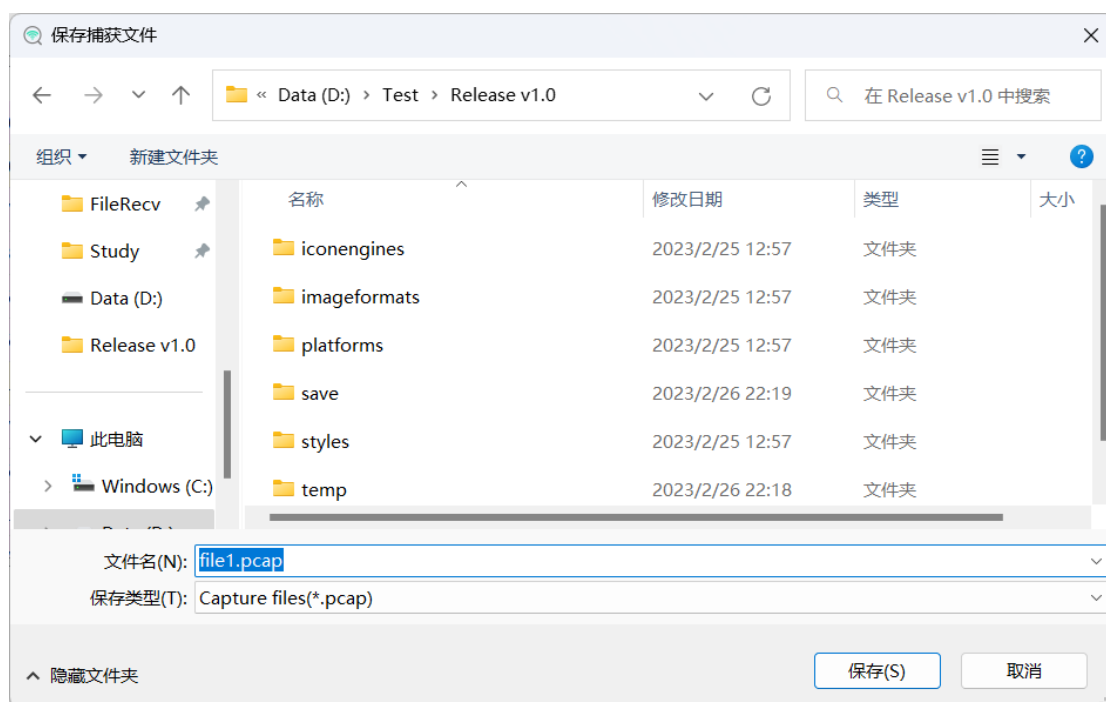 保存捕获文件
« Data (D:) › Test › Release v1.0
在 Release v1.0 中搜索
组织
新建文件夹
FileRecv
Study
Data (D:)
Release v1.0
此电脑
Windows (C:)
名称 修改日期 类型 大小
iconengines 2023/2/25 12:57 文件夹
imageformats 2023/2/25 12:57 文件夹
platforms 2023/2/25 12:57 文件夹
save 2023/2/26 22:19 文件夹
styles 2023/2/25 12:57 文件夹
temp 2023/2/26 22:18 文件夹
文件名(N): file1.pcap
保存类型(T): Capture files(*.pcap)
隐藏文件夹
保存(S) 取消